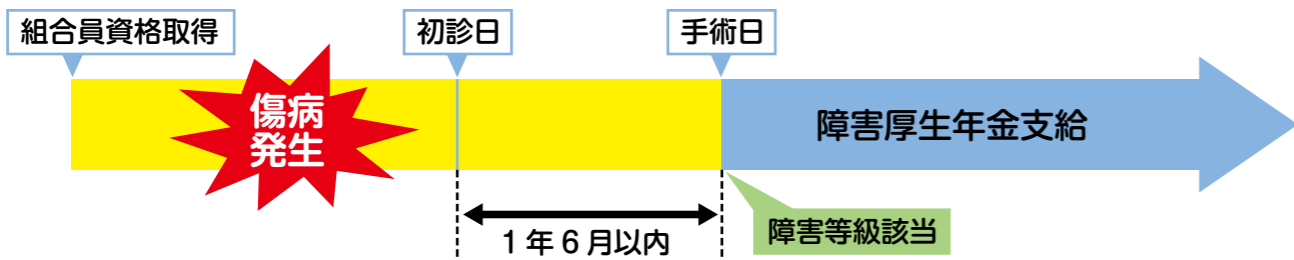 組合員資格取得
初診日
手術日
傷病
発生
障害厚生年金支給
1年6月以内
障害等級該当